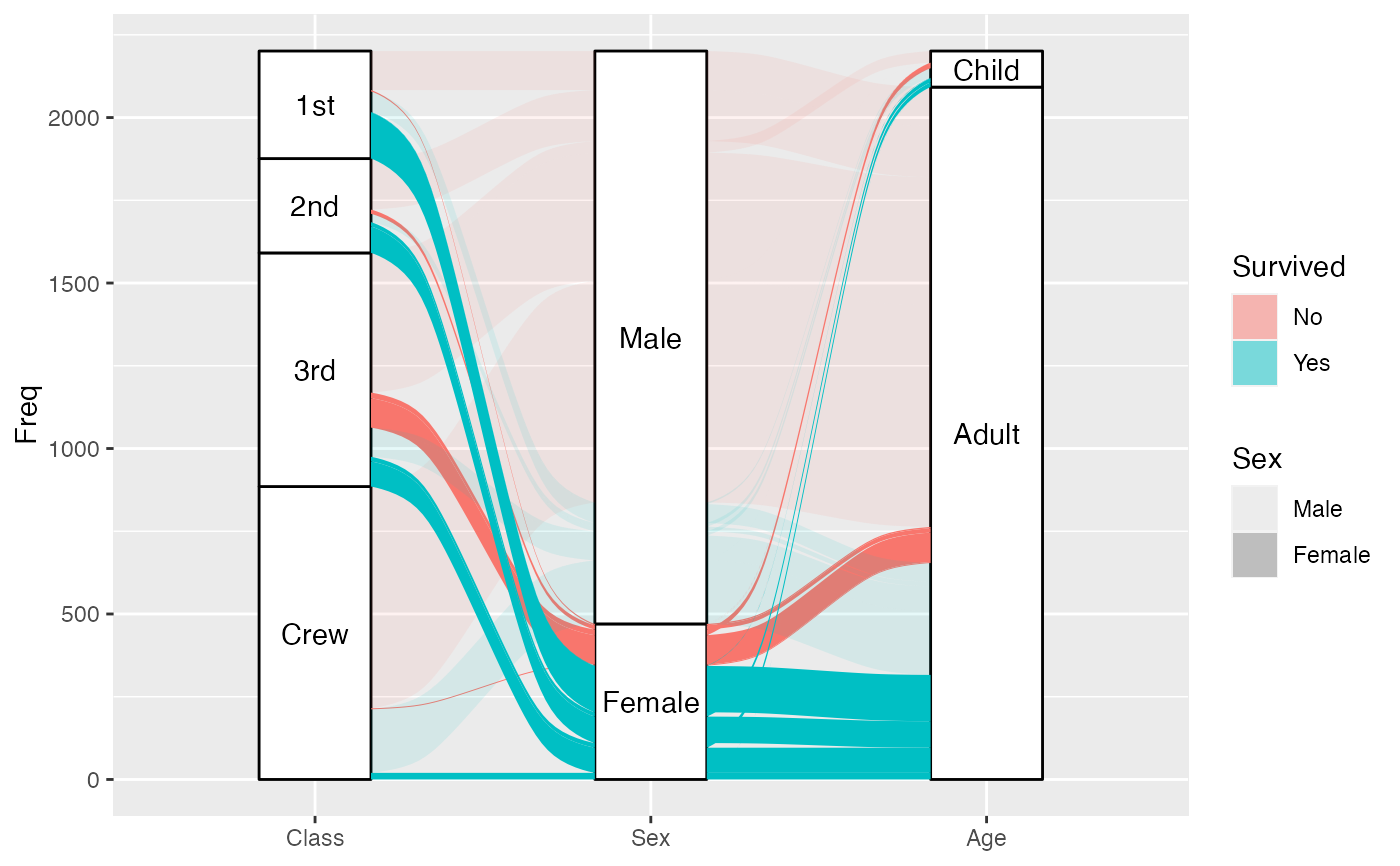 Freq
2000
1500
1000
500
0
1st
2nd
3rd
Crew
Male
Female
Child
Adult
Class
Sex
Age
Survived
No
Yes
Sex
Male
Female